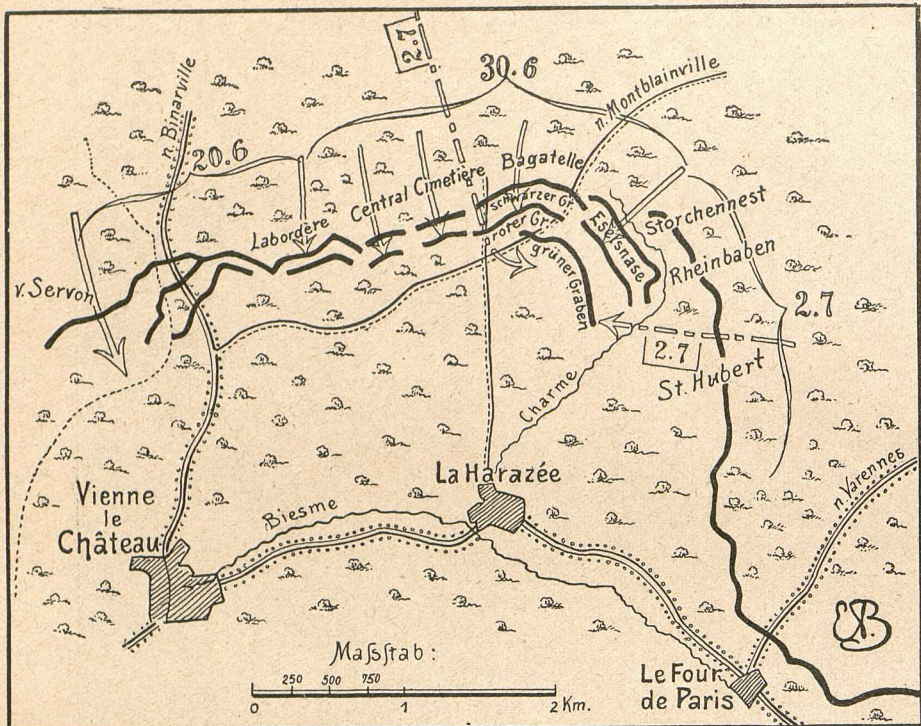 2.7
30.6
n. Montblainville
n. Binarville
20.6
Bagatelle
Central Cimetière
schwarzer Gr.
Labordère
roter Gr.
Eselsnase
Storchennest
grüner Graben
Rheinbaben
v. Servon
2.7
2.7
St. Hubert
Charme
La Harazée
n. Varennes
Vienne
le
Château
Biesme
Maſsſtab:
250 500 750
0 1 2 Km.
Le Four
de Paris